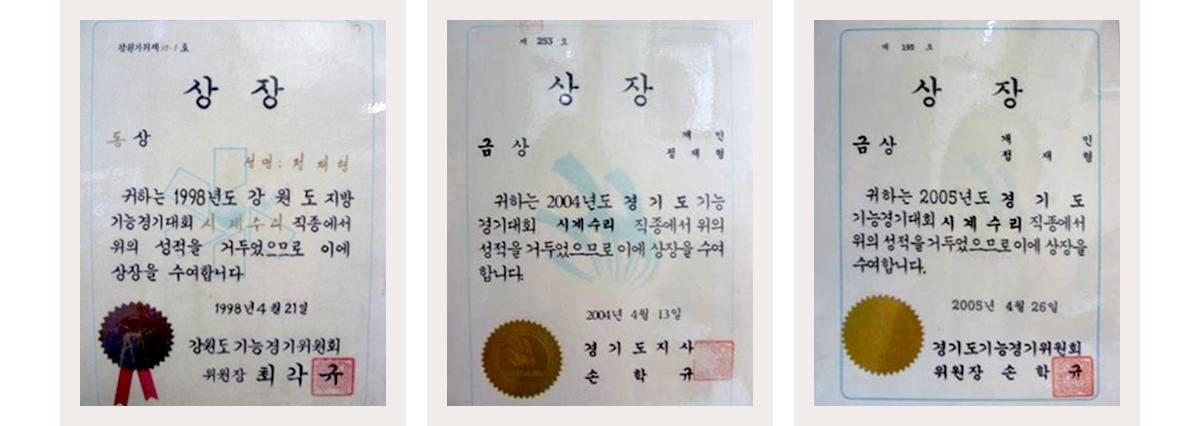 강원기위제 98-1 호
상 장
동 상
성명: 정 재 형
귀하는 1998년도 강 원 도 지방
기능경기대회 시 계 수 리 직종에서
위의 성적을 거두었으므로 이에
상장을 수여합니다
1998년 4월 21일
강원도기능경기위원회
위원장 최 각 규
제 253 호
상 장
금 상
개 인
정 재 형
귀하는 2004년도 경 기 도 기능
경기대회 시계수리 직종에서 위의
성적을 거두었으므로 이에 상장을 수여
합니다.
2004년 4월 13일
경 기 도 지 사
손 학 규
제 195 호
상 장
금 상
개 인
정 재 형
귀하는 2005년도 경 기 도
기능경기대회 시 계 수 리 직종에서
위의 성적을 거두었으므로 이에 상장을
수여합니다.
2005년 4월 26일
경기도기능경기위원회
위원장 손 학 규